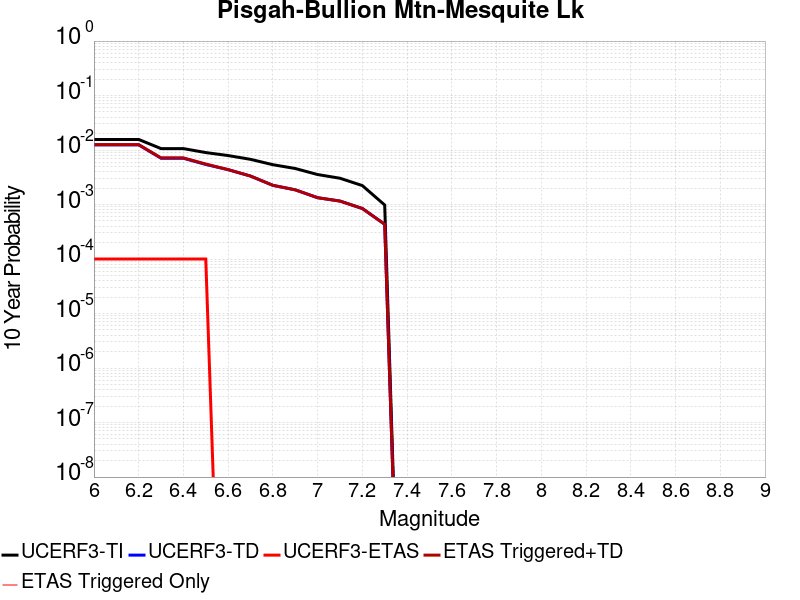 Pisgah-Bullion Mtn-Mesquite Lk
10^0
10^-1
10^-2
10^-3
10^-4
10^-5
10^-6
10^-7
10^-8
10 Year Probability
6 6.2 6.4 6.6 6.8 7 7.2 7.4 7.6 7.8 8 8.2 8.4 8.6 8.8 9
Magnitude
UCERF3-TI UCERF3-TD UCERF3-ETAS ETAS Triggered+TD
ETAS Triggered Only